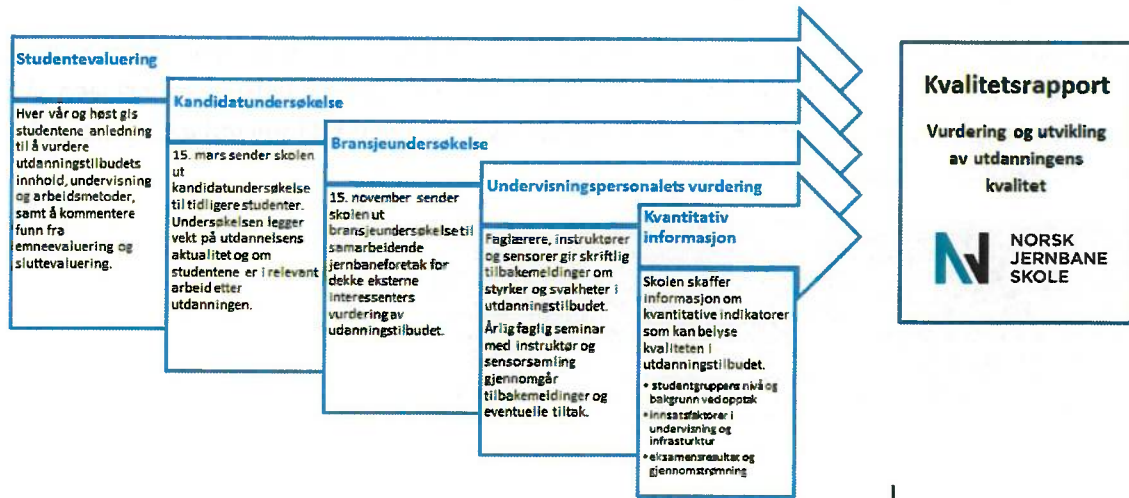 Studentevaluering
Hver vår og høst gis
studentene anledning
til å vurdere
utdanningstilbudets
innhold, undervisning
og arbeidsmetoder,
samt å kommentere
funn fra
emneevaluering og
sluttevaluering.
Kandidatundersøkelse
15. mars sender skolen
ut
kandidatundersøkelse
til tidligere studenter.
Undersøkelsen legger
vekt på utdannelsens
aktualitet og om
studentene er i relevant
arbeid etter
utdanningen.
Bransjeundersøkelse
15. november sender
skolen ut
bransjeundersøkelse til
samarbeidende
jernbaneforetak for
dekke eksterne
interessenters
vurdering av
udanningstilbudet.
Undervisningspersonalets vurdering
Faglærere, instruktører
og sensorer gir skriftlig
tilbakemeldinger om
styrker og svakheter i
utdanningstilbudet.
Årlig faglig seminar
med instruktør og
sensorsamling
gjennomgår
tilbakemeldinger og
eventuelle tiltak.
Kvantitativ
informasjon
Skolen skaffer
informasjon om
kvantitative indikatorer
som kan belyse
kvaliteten i
utdanningstilbudet.
• studentgruppens nivå og
bakgrunn ved opptak
• innsatsfaktorer i
undervisning og
infrasturktur
• eksamensresultat og
gjennomstrømning
Kvalitetsrapport
Vurdering og utvikling
av utdanningens
kvalitet
NORSK
JERNBANE
SKOLE